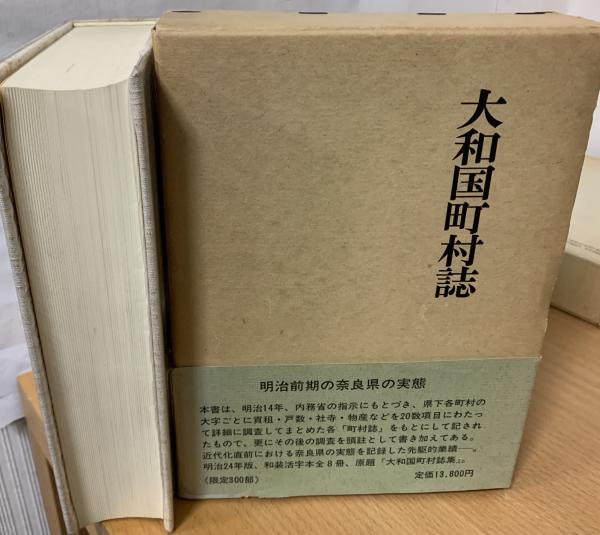 大和国町村誌
明治前期の奈良県の実態
本書は、明治14年、内務省の指示にもとづき、県下各町村の
大字ごとに貢租・戸数・社寺・物産などを20数項目にわたっ
て詳細に調査してまとめた各「町村誌」をもとにして記され
たもので、更にその後の調査を頭註として書き加えてある。
近代化直前における奈良県の実態を記録した先駆的業績──。
明治24年版、和装活字本全8冊、原題『大和国町村誌集』。
〈限定300部〉
定価13,800円